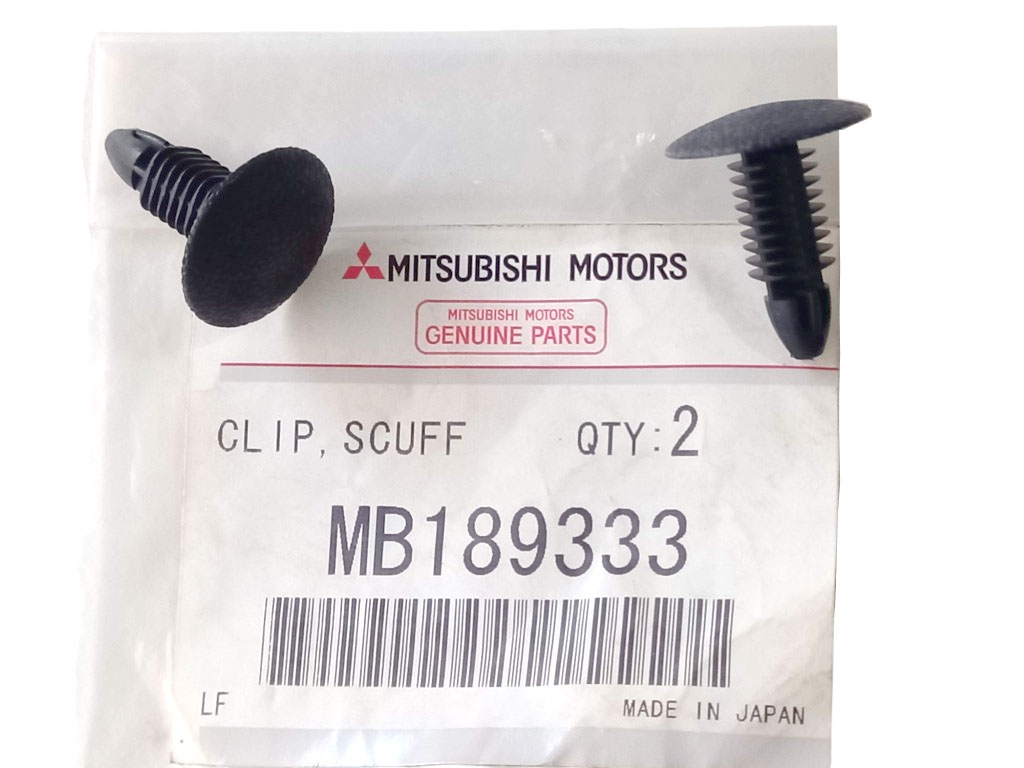 MITSUBISHI MOTORS
MITSUBISHI MOTORS
GENUINE PARTS
CLIP, SCUFF QTY:2
MB189333
LF MADE IN JAPAN